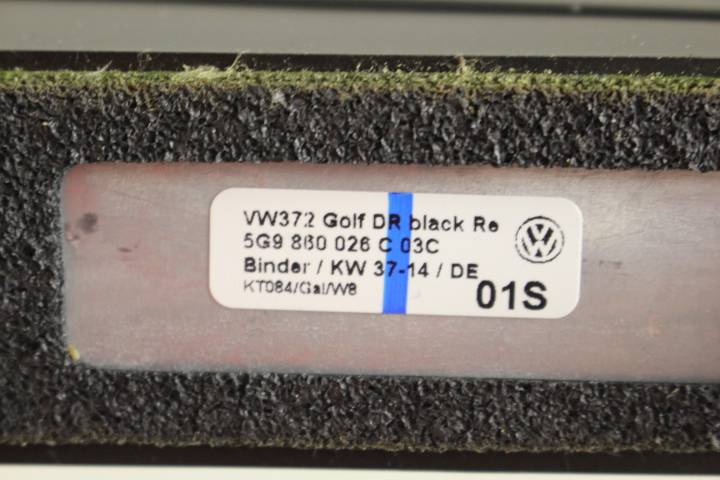 VW372 Golf DR black Re
5G9 860 026 C 03C
Binder / KW 37-14 / DE
KT084/Gal/W8
01S